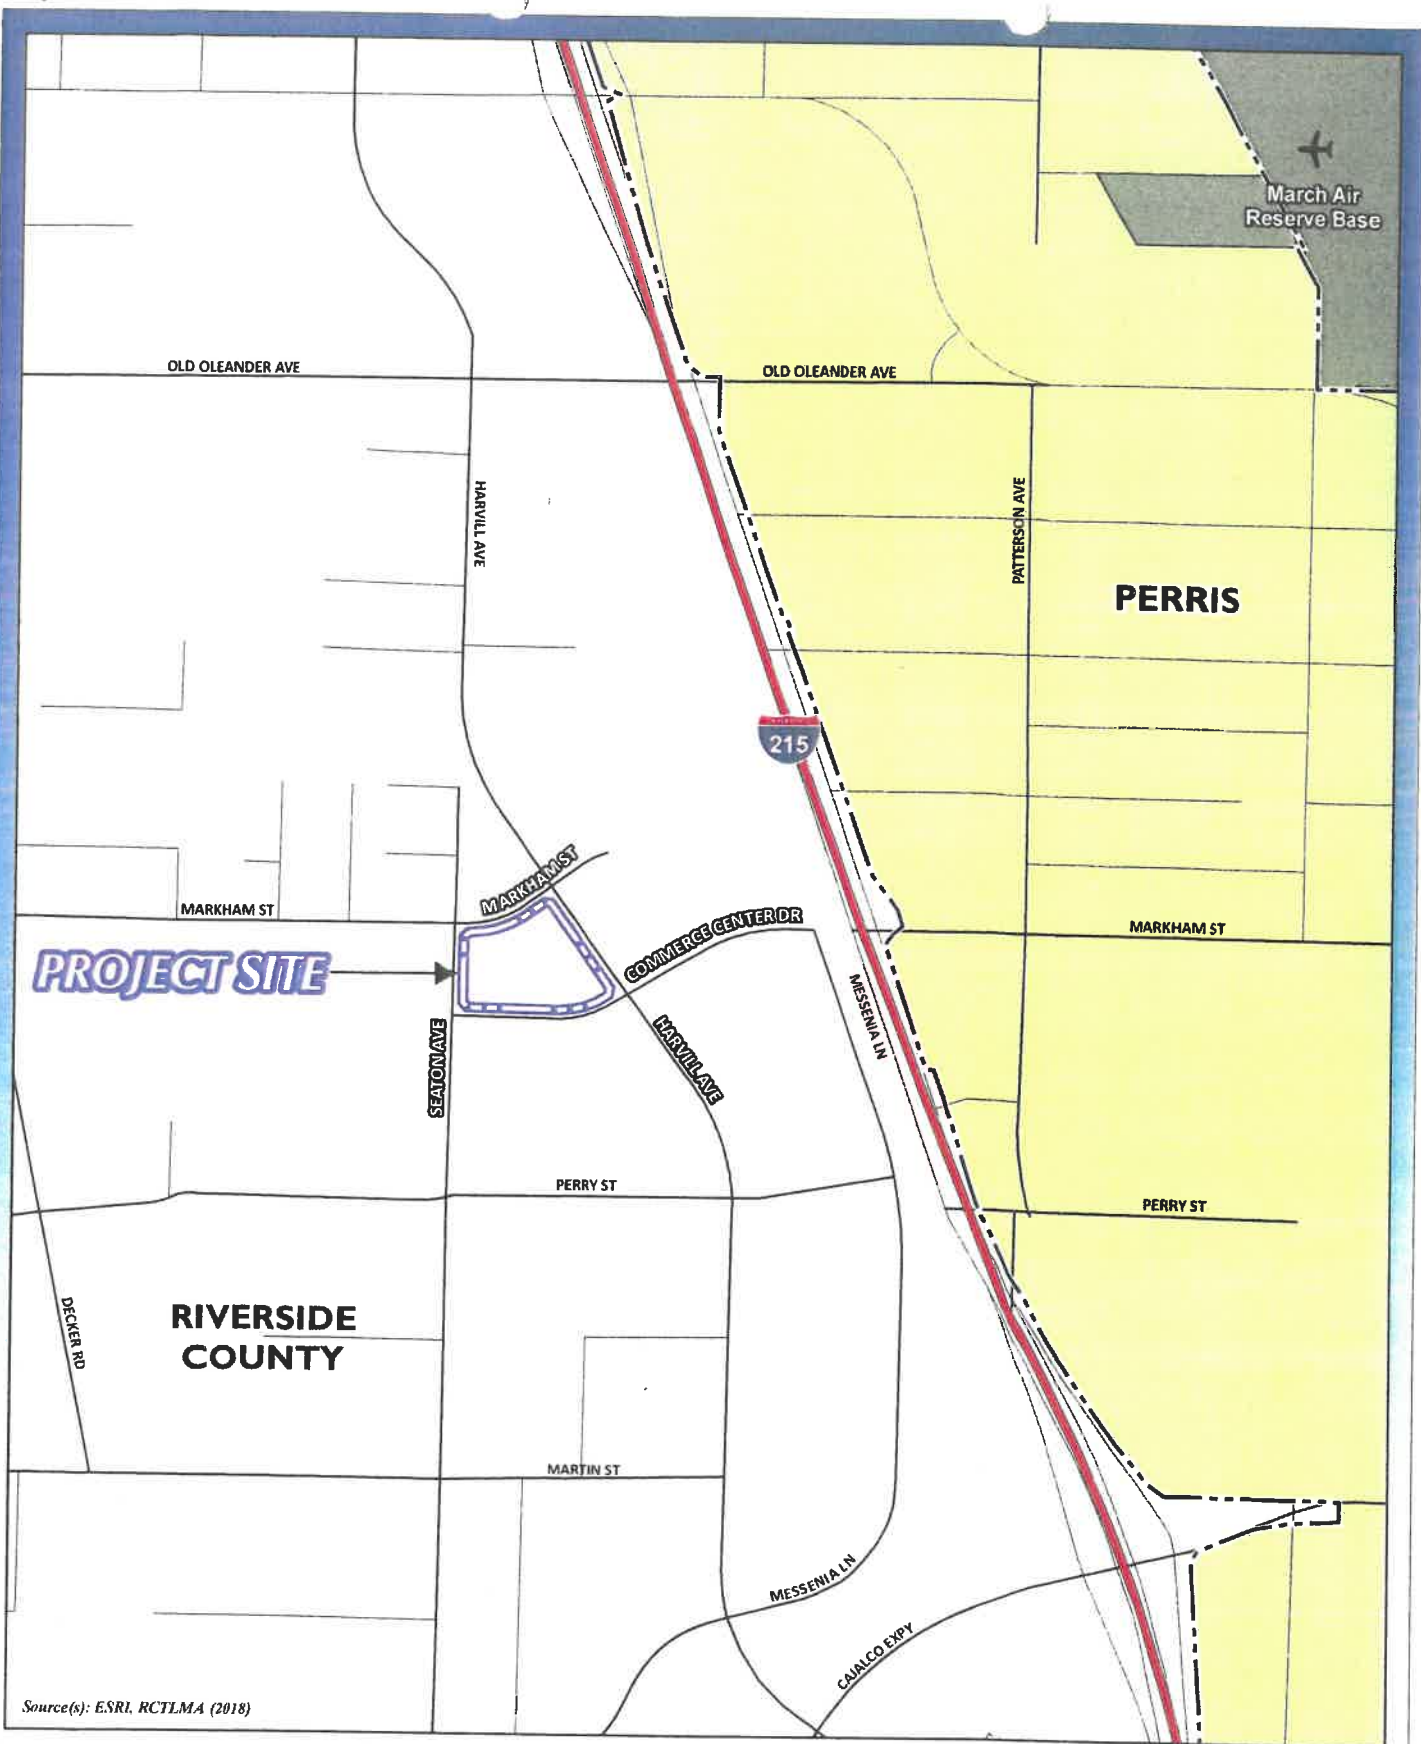 March Air
Reserve Base
OLD OLEANDER AVE
OLD OLEANDER AVE
HARVILL AVE
PATTERSON AVE
PERRIS
215
MARKHAM ST
MARKHAM ST
COMMERCE CENTER DR
MARKHAM ST
PROJECT SITE
MESSENIA LN
SEATON AVE
HARVILL AVE
PERRY ST
PERRY ST
DECKER RD
RIVERSIDE
COUNTY
MARTIN ST
MESSENIA LN
CAJALCO EXPY
Source(s): ESRI, RCTLMA (2018)